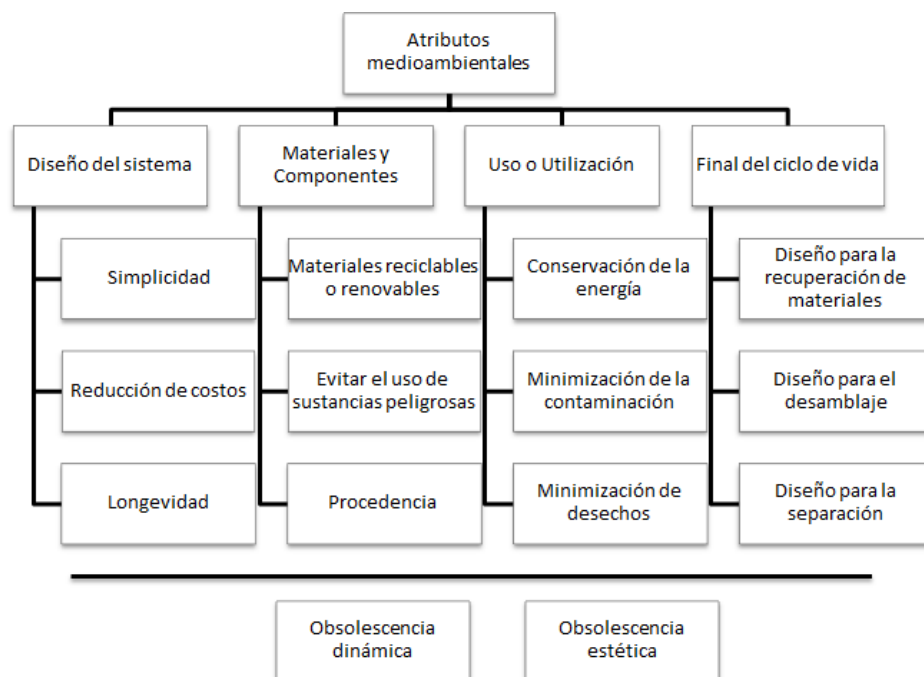 Atributos
medioambientales
Diseño del sistema
Materiales y
Componentes
Uso o Utilización
Final del ciclo de vida
Simplicidad
Materiales reciclables
o renovables
Conservación de la
energía
Diseño para la
recuperación de
materiales
Reducción de costos
Evitar el uso de
sustancias peligrosas
Minimización de la
contaminación
Diseño para el
desamblaje
Longevidad
Procedencia
Minimización de
desechos
Diseño para la
separación
Obsolescencia
dinámica
Obsolescencia
estética